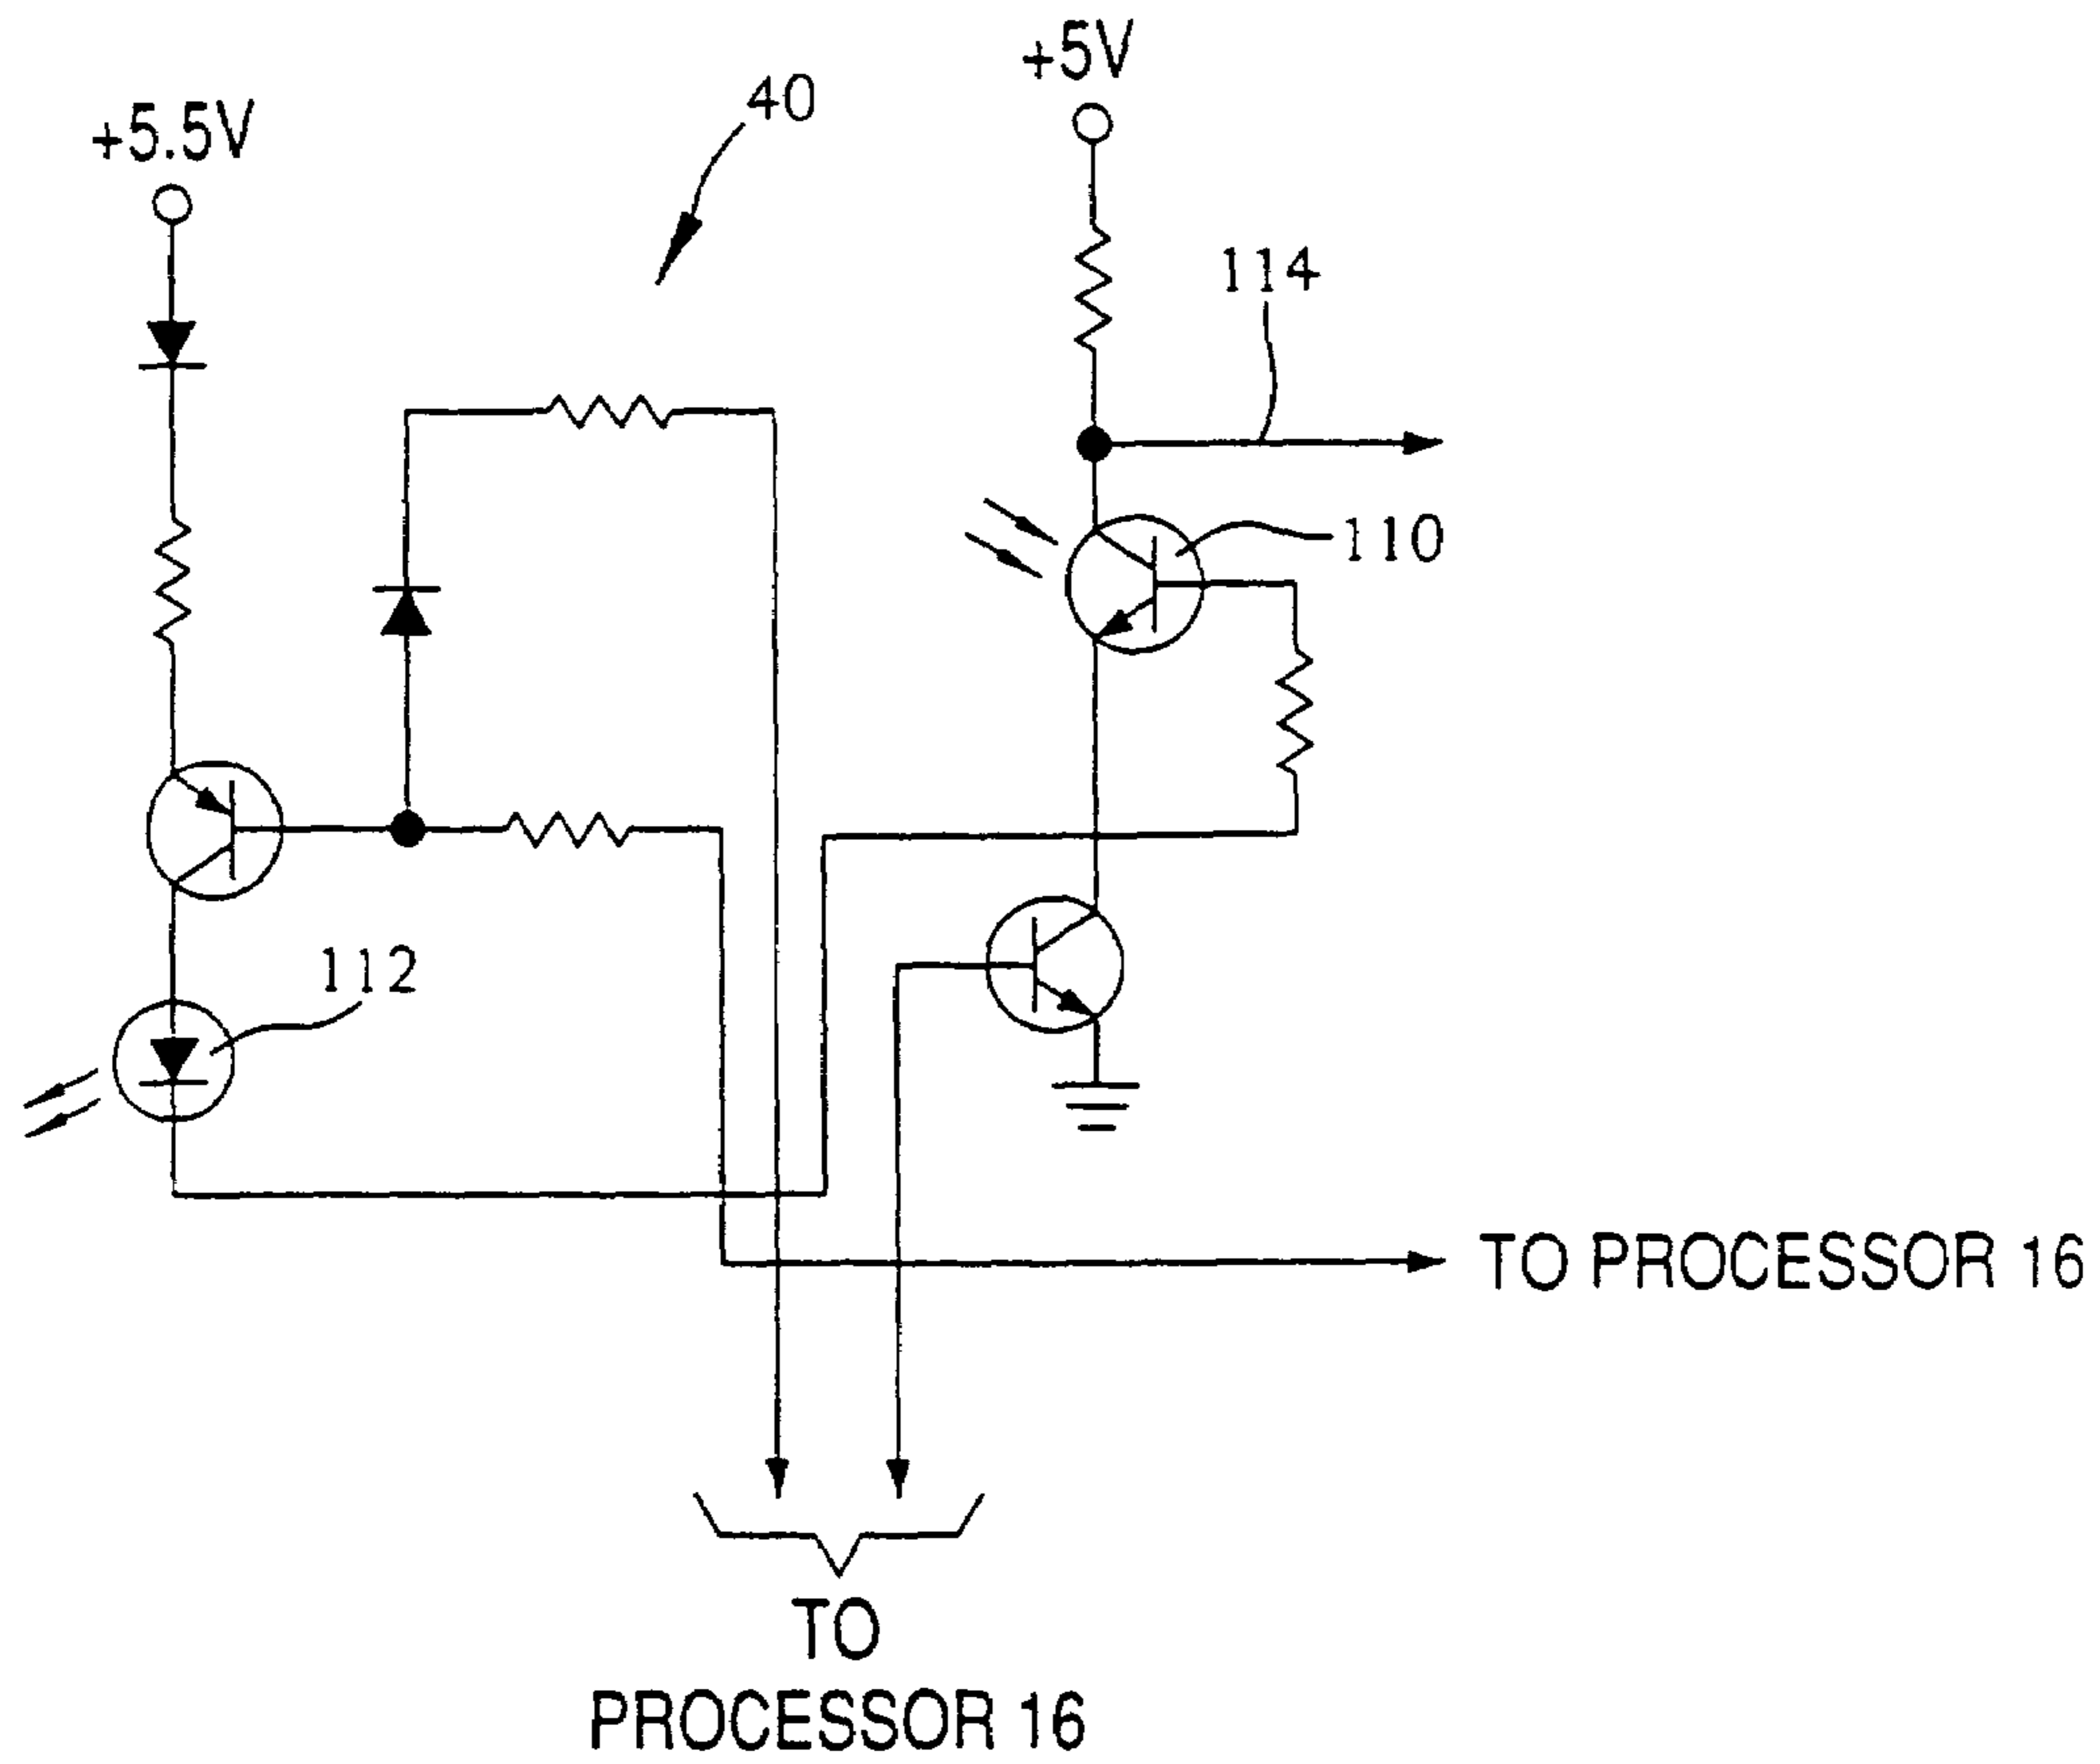 +5V
40
+5.5V
114
110
112
TO PROCESSOR 16
TO
PROCESSOR 16